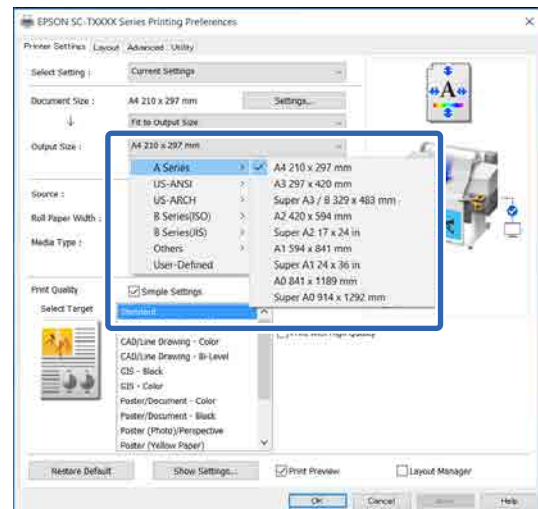 EPSON SC-TXXXX Series Printing Preferences
Printer Settings Layout Advanced Utility
Select Setting : Current Settings
Document Size : A4 210 x 297 mm Settings...
Fit to Output Size
Output Size : A4 210 x 297 mm
A Series A4 210 x 297 mm
US-ANSI A3 297 x 420 mm
US-ARCH Super A3 / B 329 x 483 mm
B Series(ISO) A2 420 x 594 mm
B Series(JIS) Super A2 17 x 24 in
Others A1 594 x 841 mm
User-Defined Super A1 24 x 36 in
A0 841 x 1189 mm
Super A0 914 x 1292 mm
Source :
Roll Paper Width :
Media Type :
Print Quality Simple Settings
Select Target Standard
CAD/Line Drawing - Color
CAD/Line Drawing - Bi-Level
GIS - Black
GIS - Color
Poster/Document - Color
Poster/Document - Black
Poster (Photo)/Perspective
Poster (Yellow Paper)
Print with High Quality
A
Restore Default Show Settings... Print Preview Layout Manager
OK Cancel Help